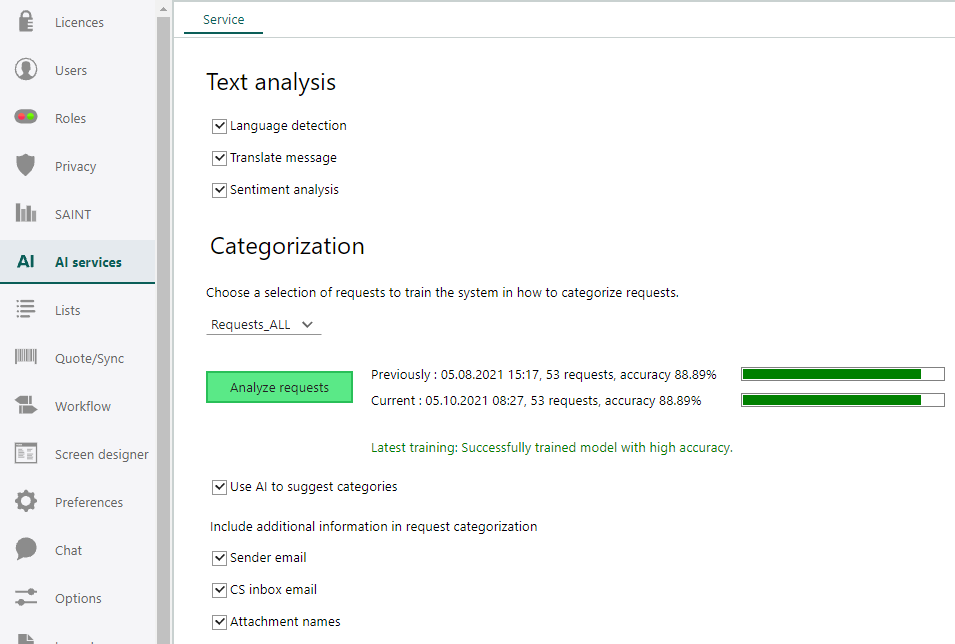 Licences
Users
Roles
Privacy
SAINT
AI AI services
Lists
Quote/Sync
Workflow
Screen designer
Preferences
Chat
Options
Service
Text analysis
Language detection
Translate message
Sentiment analysis
Categorization
Choose a selection of requests to train the system in how to categorize requests.
Requests_ALL
Analyze requests
Previously : 05.08.2021 15:17, 53 requests, accuracy 88.89%
Current : 05.10.2021 08:27, 53 requests, accuracy 88.89%
Latest training: Successfully trained model with high accuracy.
Use AI to suggest categories
Include additional information in request categorization
Sender email
CS inbox email
Attachment names